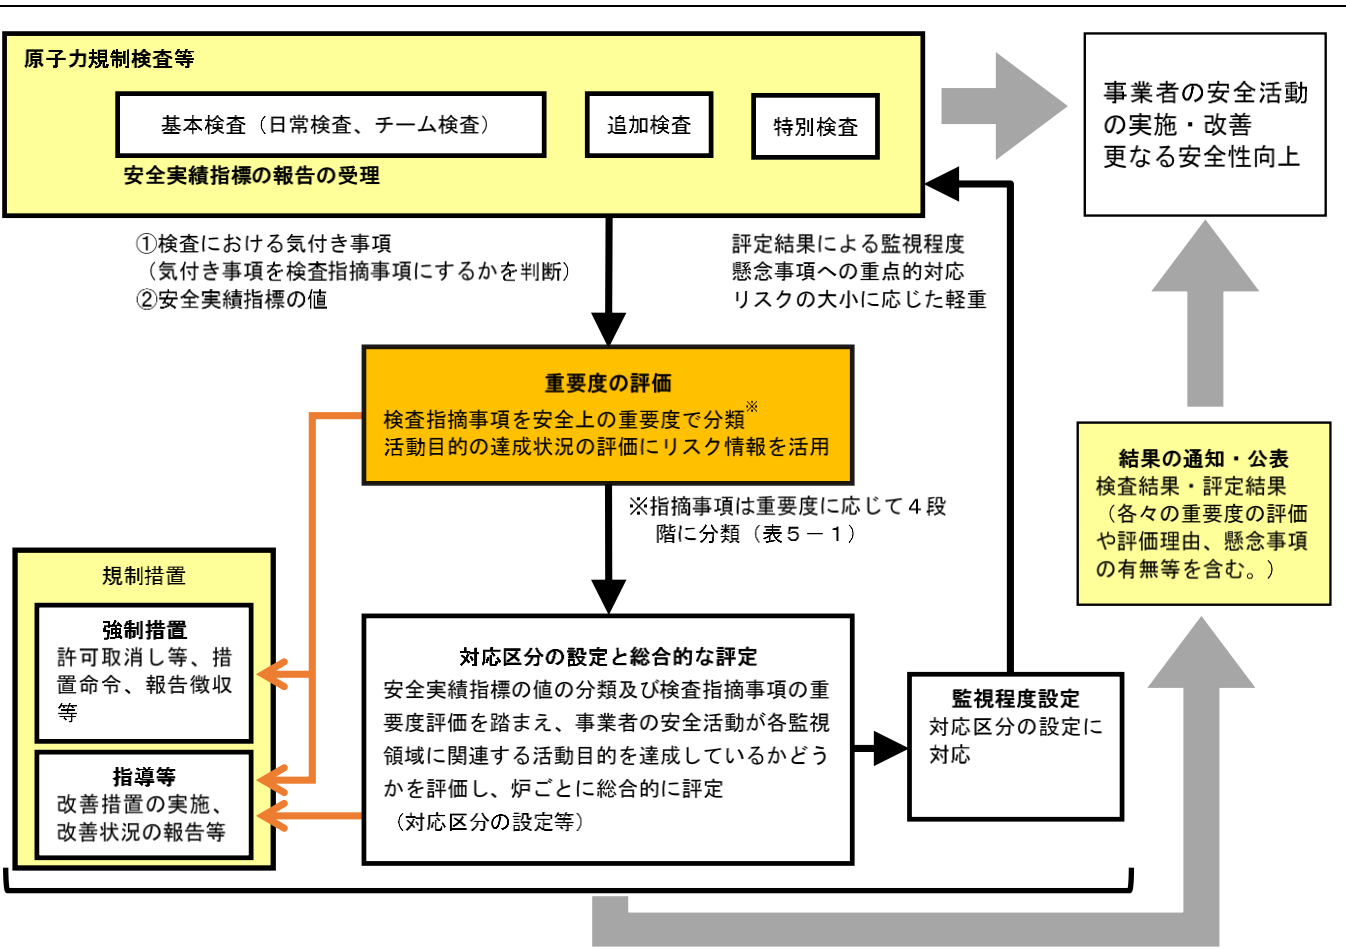 原子力規制検査等
基本検査（日常検査、チーム検査）
追加検査
特別検査
安全実績指標の報告の受理
事業者の安全活動
の実施・改善
更なる安全性向上
①検査における気付き事項
（気付き事項を検査指摘事項にするかを判断）
②安全実績指標の値
評定結果による監視程度
懸念事項への重点的対応
リスクの大小に応じた軽重
重要度の評価
検査指摘事項を安全上の重要度で分類※
活動目的の達成状況の評価にリスク情報を活用
※指摘事項は重要度に応じて４段
階に分類（表５－１）
結果の通知・公表
検査結果・評定結果
（各々の重要度の評価
や評価理由、懸念事項
の有無等を含む。）
規制措置
強制措置
許可取消し等、措
置命令、報告徴収
等
指導等
改善措置の実施、
改善状況の報告等
対応区分の設定と総合的な評定
安全実績指標の値の分類及び検査指摘事項の重
要度評価を踏まえ、事業者の安全活動が各監視
領域に関連する活動目的を達成しているかどう
かを評価し、炉ごとに総合的に評定
（対応区分の設定等）
監視程度設定
対応区分の設定に
対応